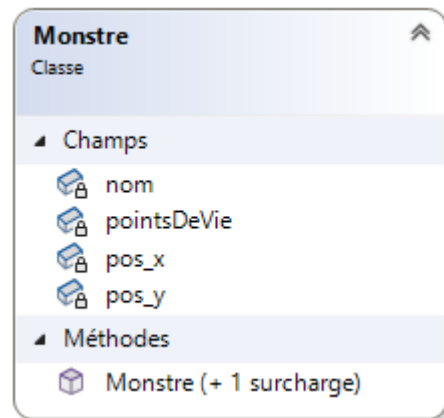 Monstre
Classe
Champs
nom
pointsDeVie
pos_x
pos_y
Méthodes
Monstre (+ 1 surcharge)